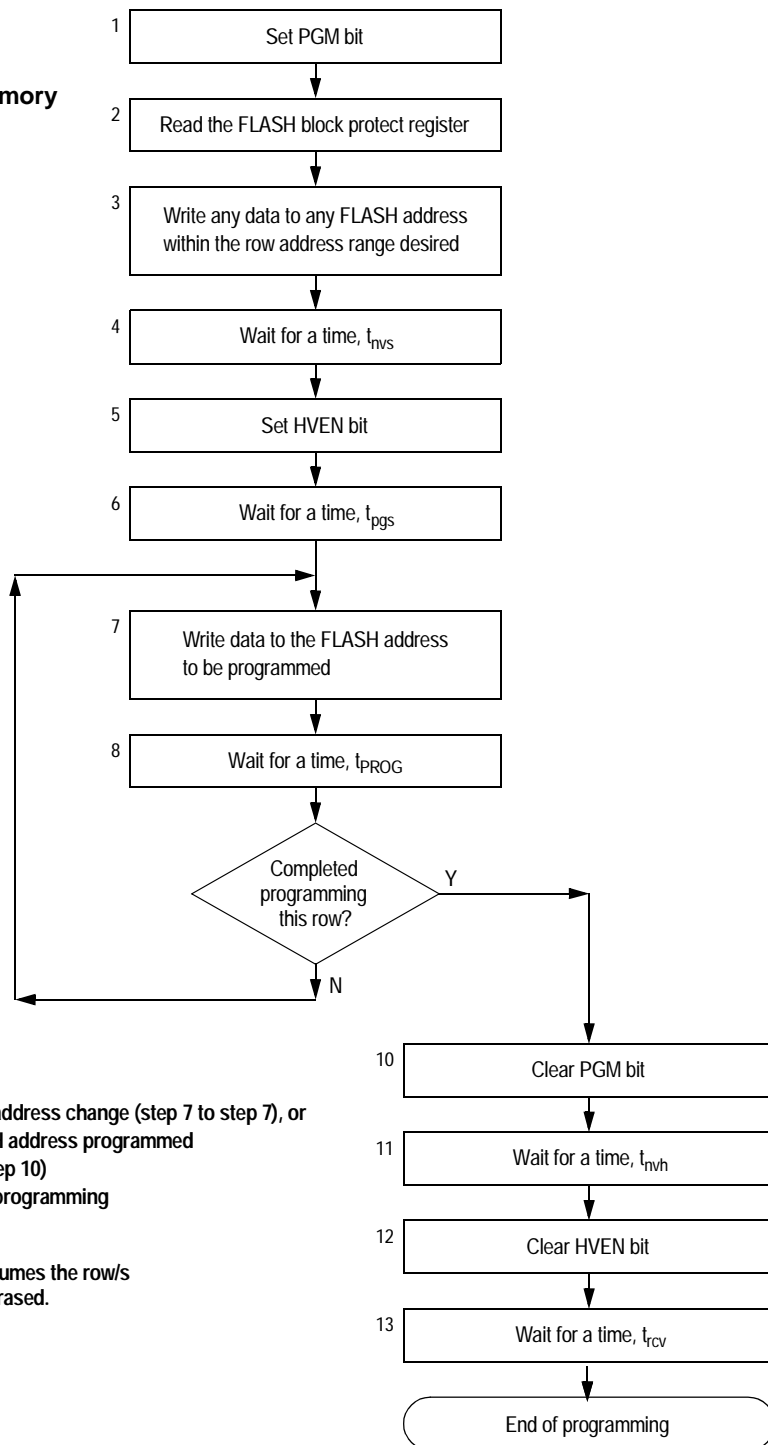 1
Set PGM bit
2
Read the FLASH block protect register
3
Write any data to any FLASH address
within the row address range desired
4
Wait for a time, tnvs
5
Set HVEN bit
6
Wait for a time, tpgs
7
Write data to the FLASH address
to be programmed
8
Wait for a time, tPROG
Completed
programming
this row?
Y
N
10
Clear PGM bit
address change (step 7 to step 7), or
address programmed
10)
programming
11
Wait for a time, tnvh
12
Clear HVEN bit
the row/s
13
Wait for a time, trcv
End of programming